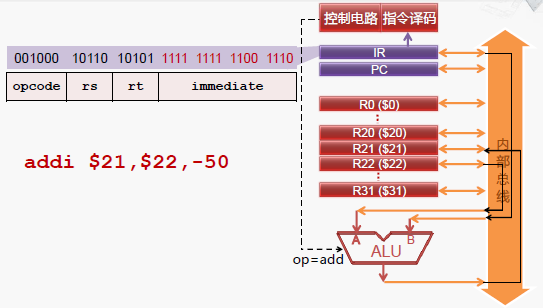 控制电路 指令译码
001000 10110 10101 1111 1111 1100 1110
IR
opcode rs rt immediate
PC
R0 ($0)
⋮
R20 ($20)
R21 ($21)
addi $21,$22,-50
R22 ($22)
⋮
R31 ($31)
内部总线
A B
ALU
op=add